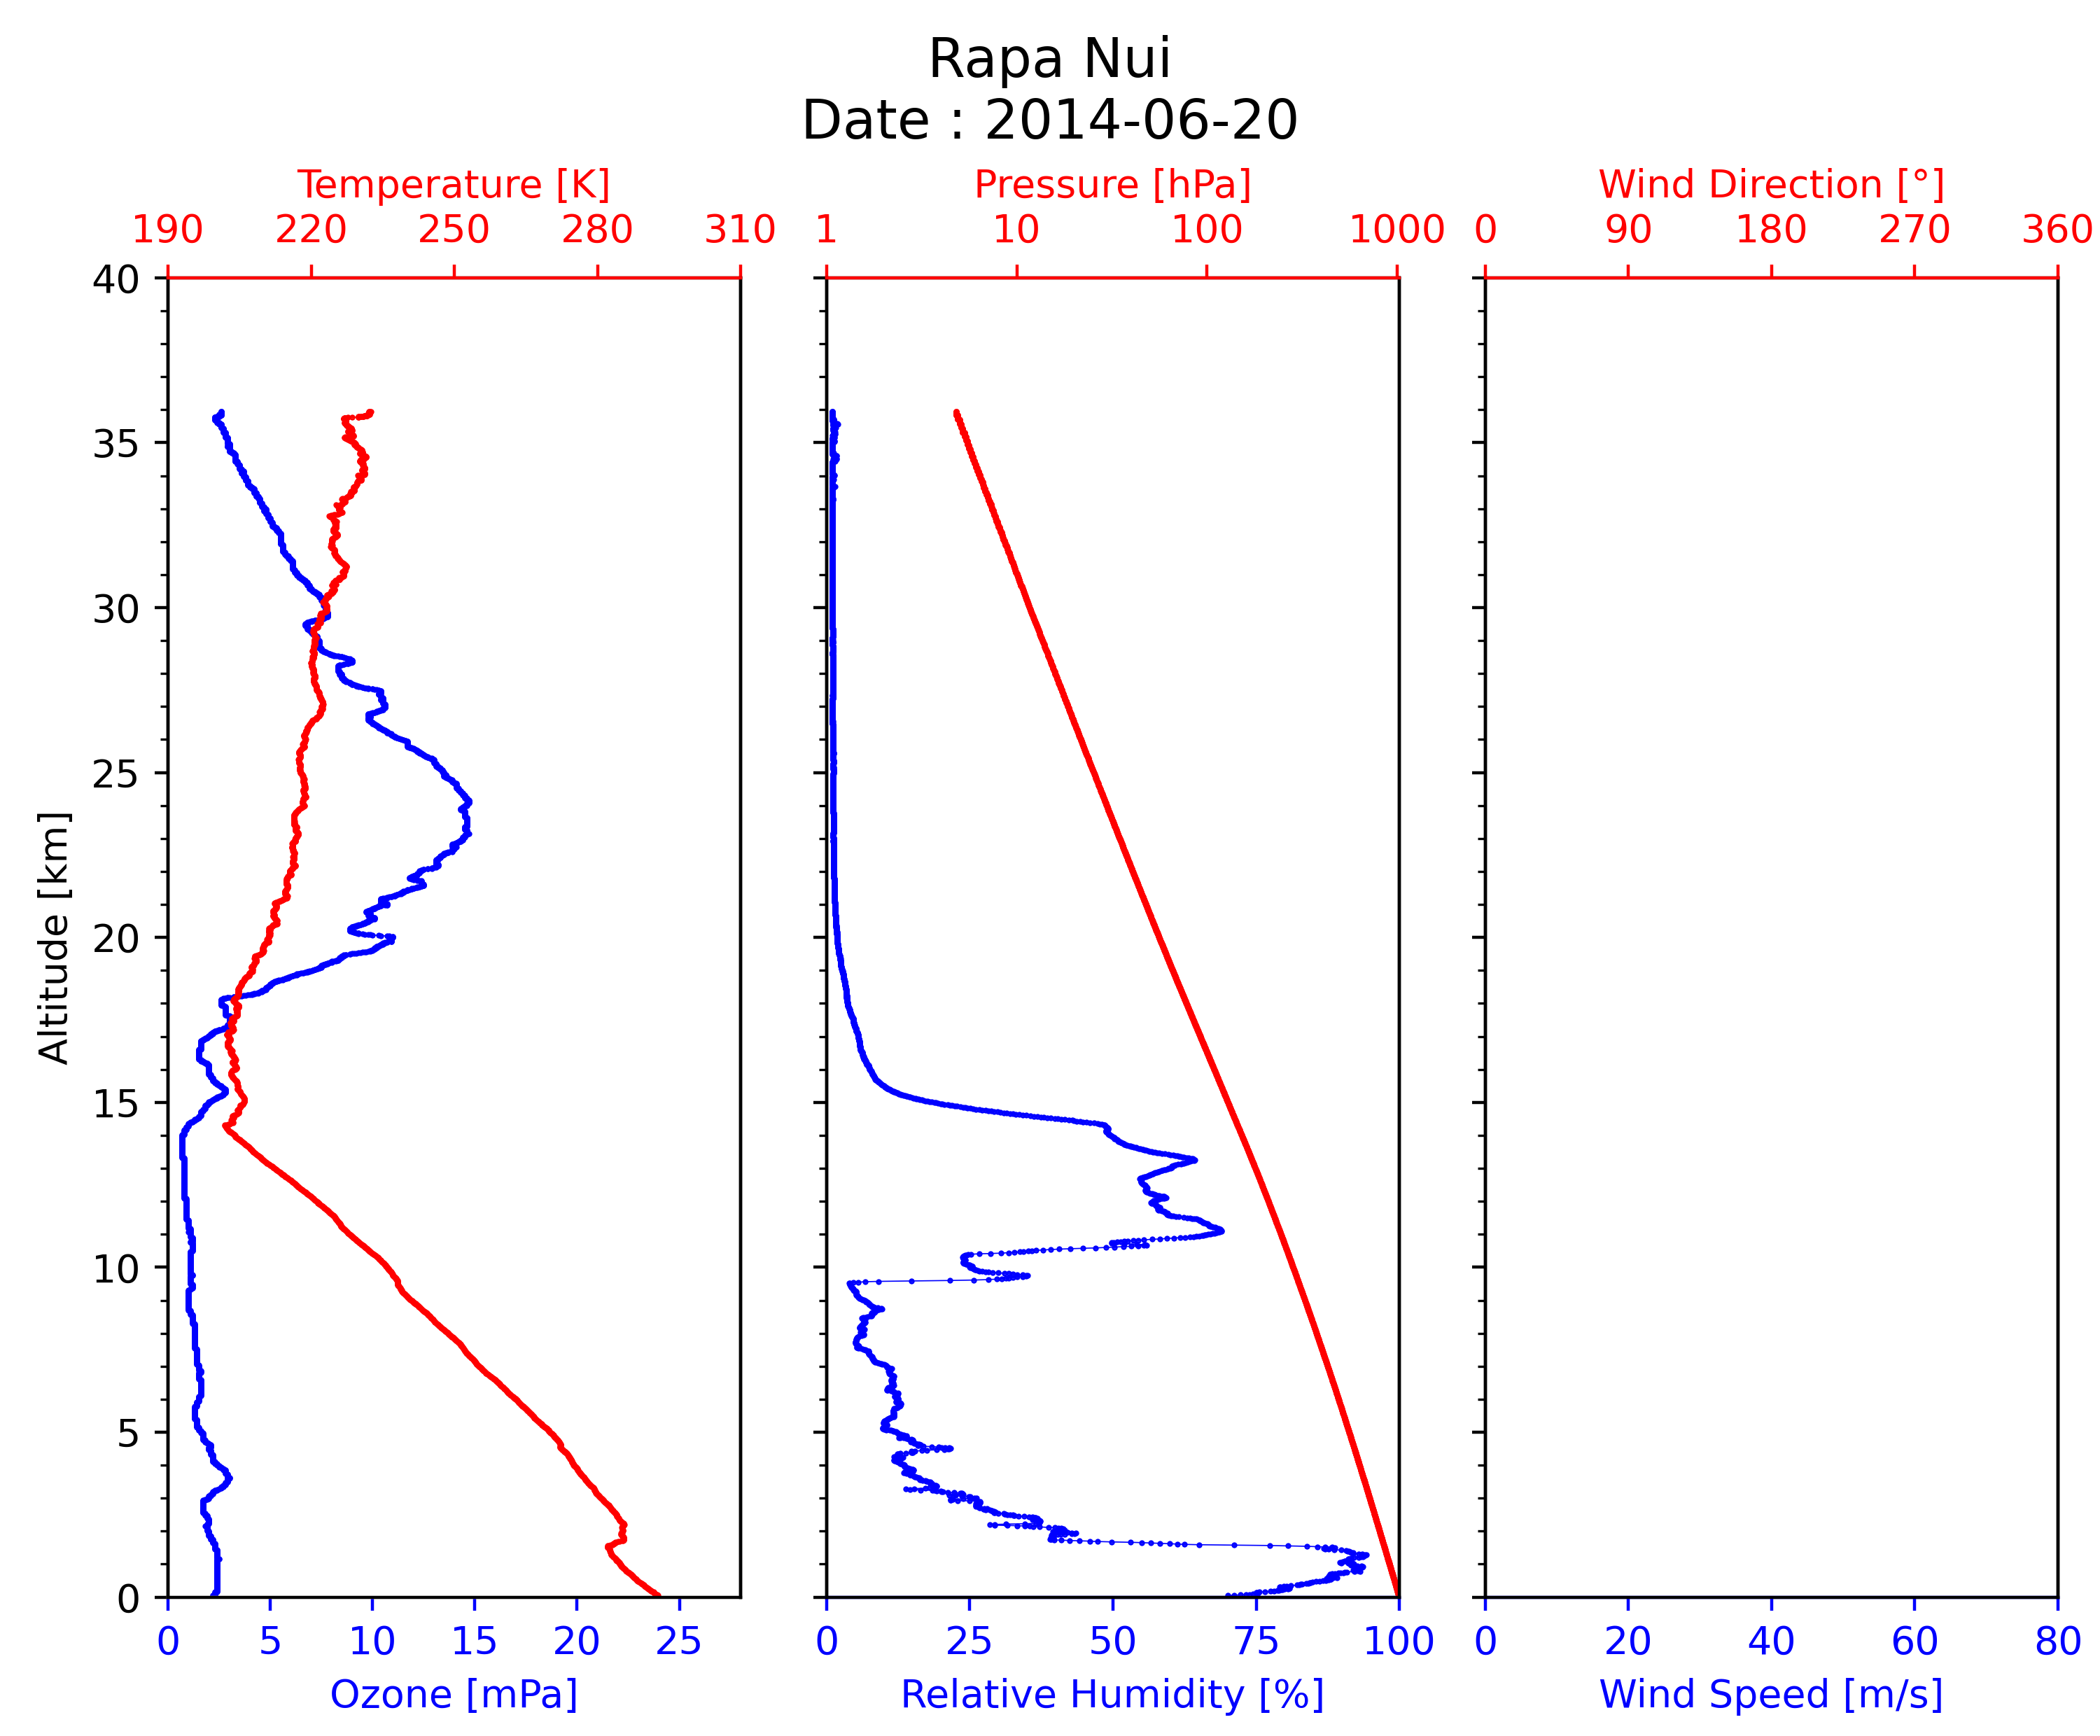 Rapa Nui
Date : 2014-06-20
Temperature [K]
190 220 250 280 310
Pressure [hPa]
1 10 100 1000
Wind Direction [°]
0 90 180 270 360
Altitude [km]
40
35
30
25
20
15
10
5
0
0 5 10 15 20 25
Ozone [mPa]
0 25 50 75 100
Relative Humidity [%]
0 20 40 60 80
Wind Speed [m/s]